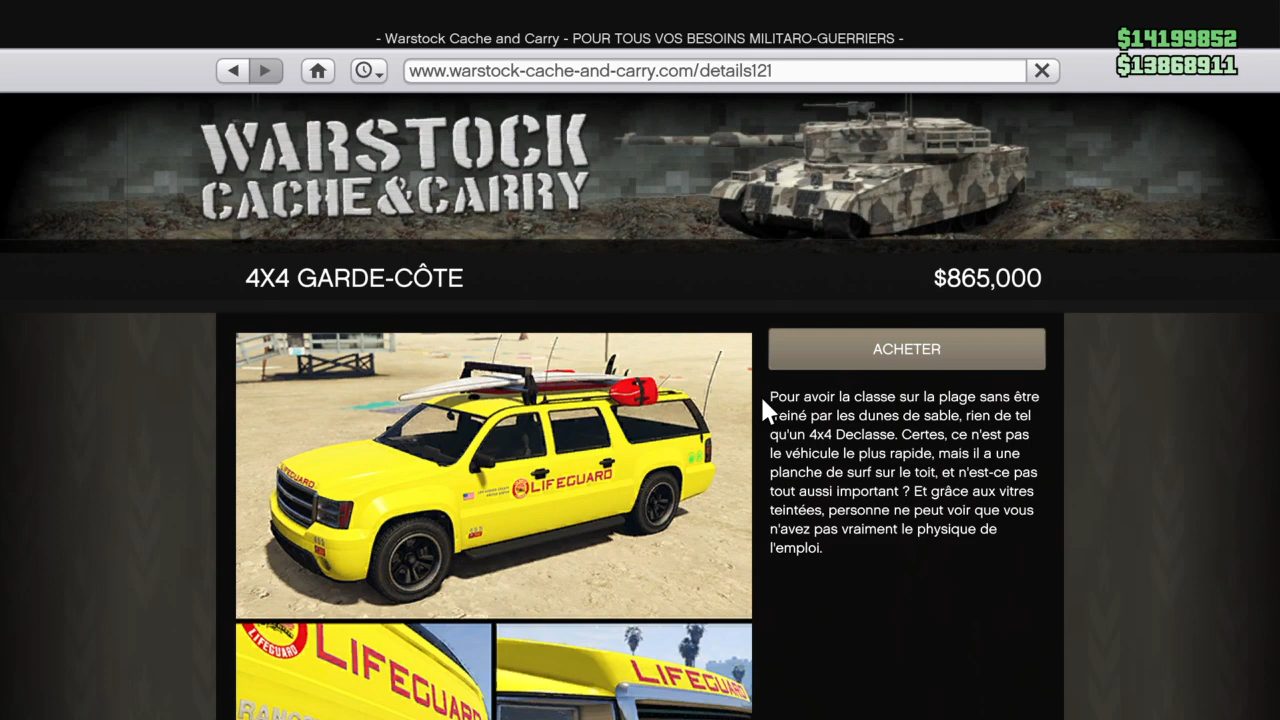 - Warstock Cache and Carry - POUR TOUS VOS BESOINS MILITARO-GUERRIERS -
$14199852
$13868911
www.warstock-cache-and-carry.com/details121
WARSTOCK
CACHE&CARRY
4X4 GARDE-CÔTE
$865,000
ACHETER
Pour avoir la classe sur la plage sans être
einé par les dunes de sable, rien de tel
qu'un 4x4 Declasse. Certes, ce n'est pas
le véhicule le plus rapide, mais il a une
planche de surf sur le toit, et n'est-ce pas
tout aussi important ? Et grâce aux vitres
teintées, personne ne peut voir que vous
n'avez pas vraiment le physique de
l'emploi.
LIFEGUARD
LIFEGUARD
LIFEGUARD
LIFEGUARD
LIFEGUARD